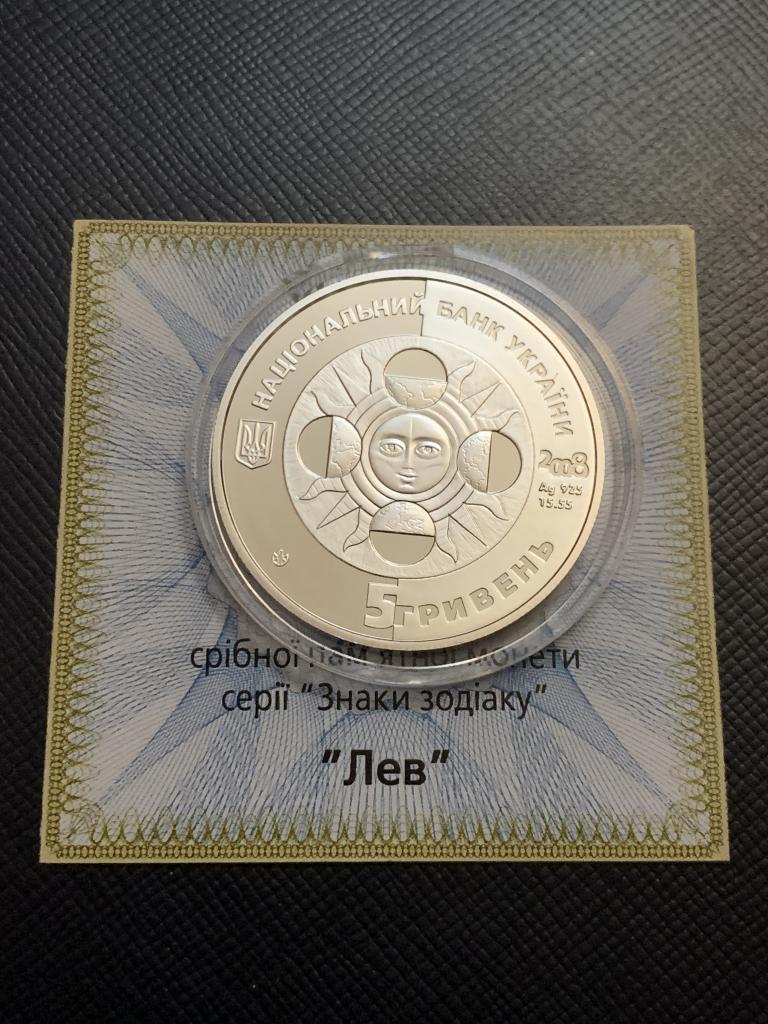 НАЦІОНАЛЬНИЙ БАНК УКРАЇНИ
2008
Ag 925
15.55
5 ГРИВЕНЬ
срібної пам'ятної монети
серії "Знаки зодіаку"
"Лев"